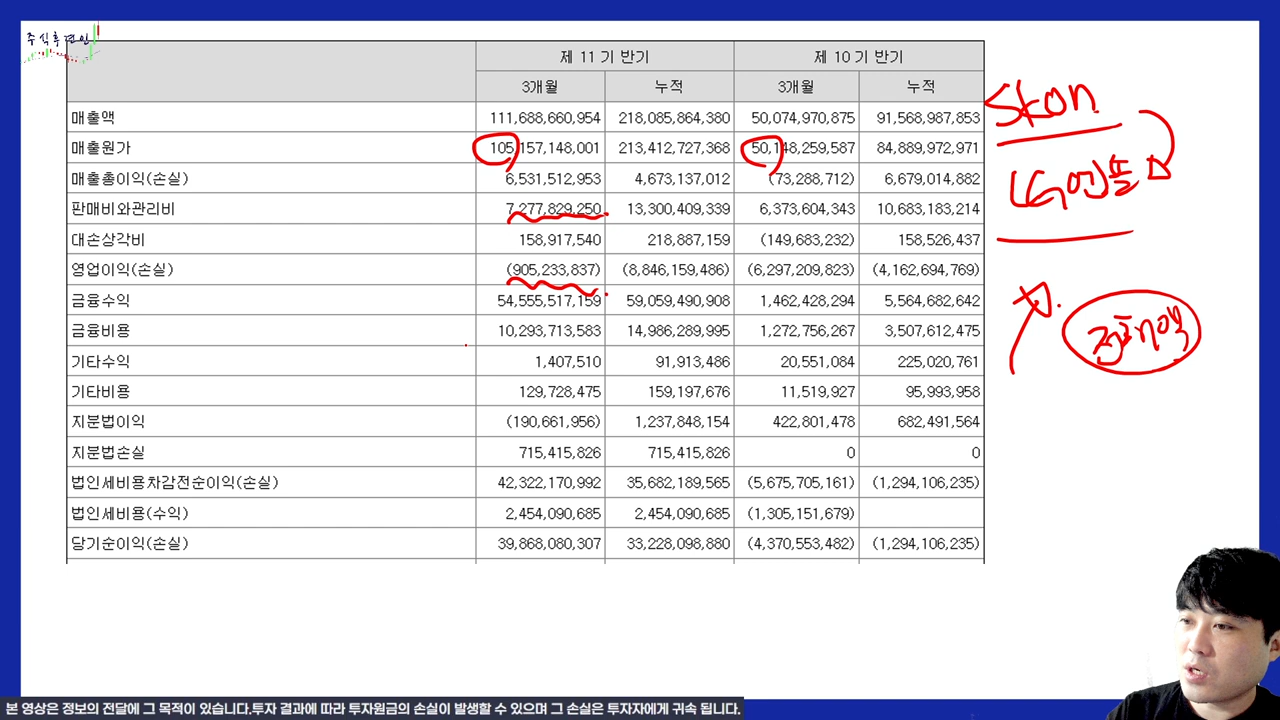 주식후견인
제 11 기 반기 제 10 기 반기
3개월 누적 3개월 누적
매출액 111,688,660,954 218,085,864,380 50,074,970,875 91,568,987,853
매출원가 105,157,148,001 213,412,727,368 50,148,259,587 84,889,972,971
매출총이익(손실) 6,531,512,953 4,673,137,012 (73,288,712) 6,679,014,882
판매비와관리비 7,277,829,250 13,300,409,339 6,373,604,343 10,683,183,214
대손상각비 158,917,540 218,887,159 (149,683,232) 158,526,437
영업이익(손실) (905,233,837) (8,846,159,486) (6,297,209,823) (4,162,694,769)
금융수익 54,555,517,159 59,059,490,908 1,462,428,294 5,564,682,642
금융비용 10,293,713,583 14,986,289,995 1,272,756,267 3,507,612,475
기타수익 1,407,510 91,913,486 20,551,084 225,020,761
기타비용 129,728,475 159,197,676 11,519,927 95,993,958
지분법이익 (190,661,956) 1,237,848,154 422,801,478 682,491,564
지분법손실 715,415,826 715,415,826 0 0
법인세비용차감전순이익(손실) 42,322,170,992 35,682,189,565 (5,675,705,161) (1,294,106,235)
법인세비용(수익) 2,454,090,685 2,454,090,685 (1,305,151,679)
당기순이익(손실) 39,868,080,307 33,228,098,880 (4,370,553,482) (1,294,106,235)
SKon
LG엔솔
전해액
본 영상은 정보의 전달에 그 목적이 있습니다.투자 결과에 따라 투자원금의 손실이 발생할 수 있으며 그 손실은 투자자에게 귀속 됩니다.